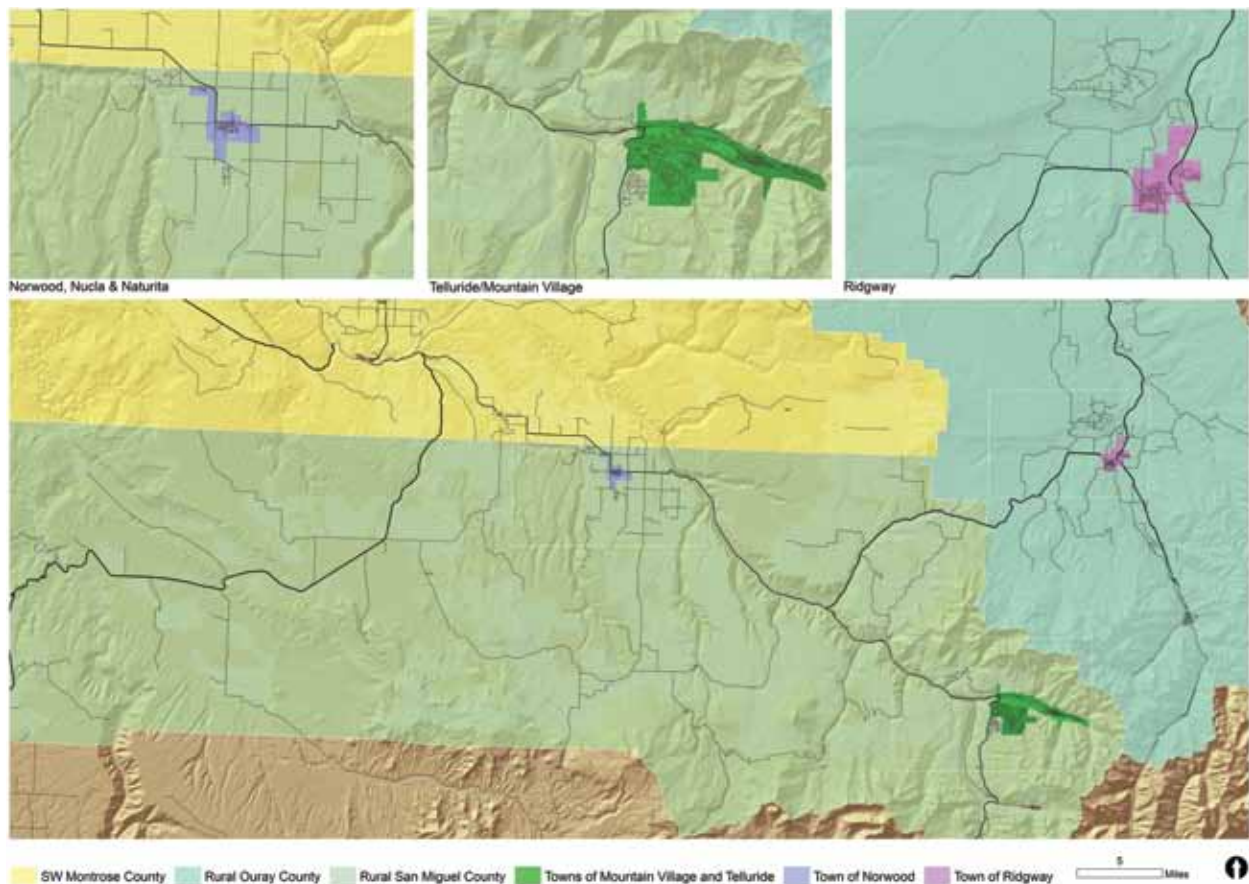 Norwood, Nucla & Naturita
Telluride/Mountain Village
Ridgway
SW Montrose County
Rural Ouray County
Rural San Miguel County
Towns of Mountain Village and Telluride
Town of Norwood
Town of Ridgway
5
Miles